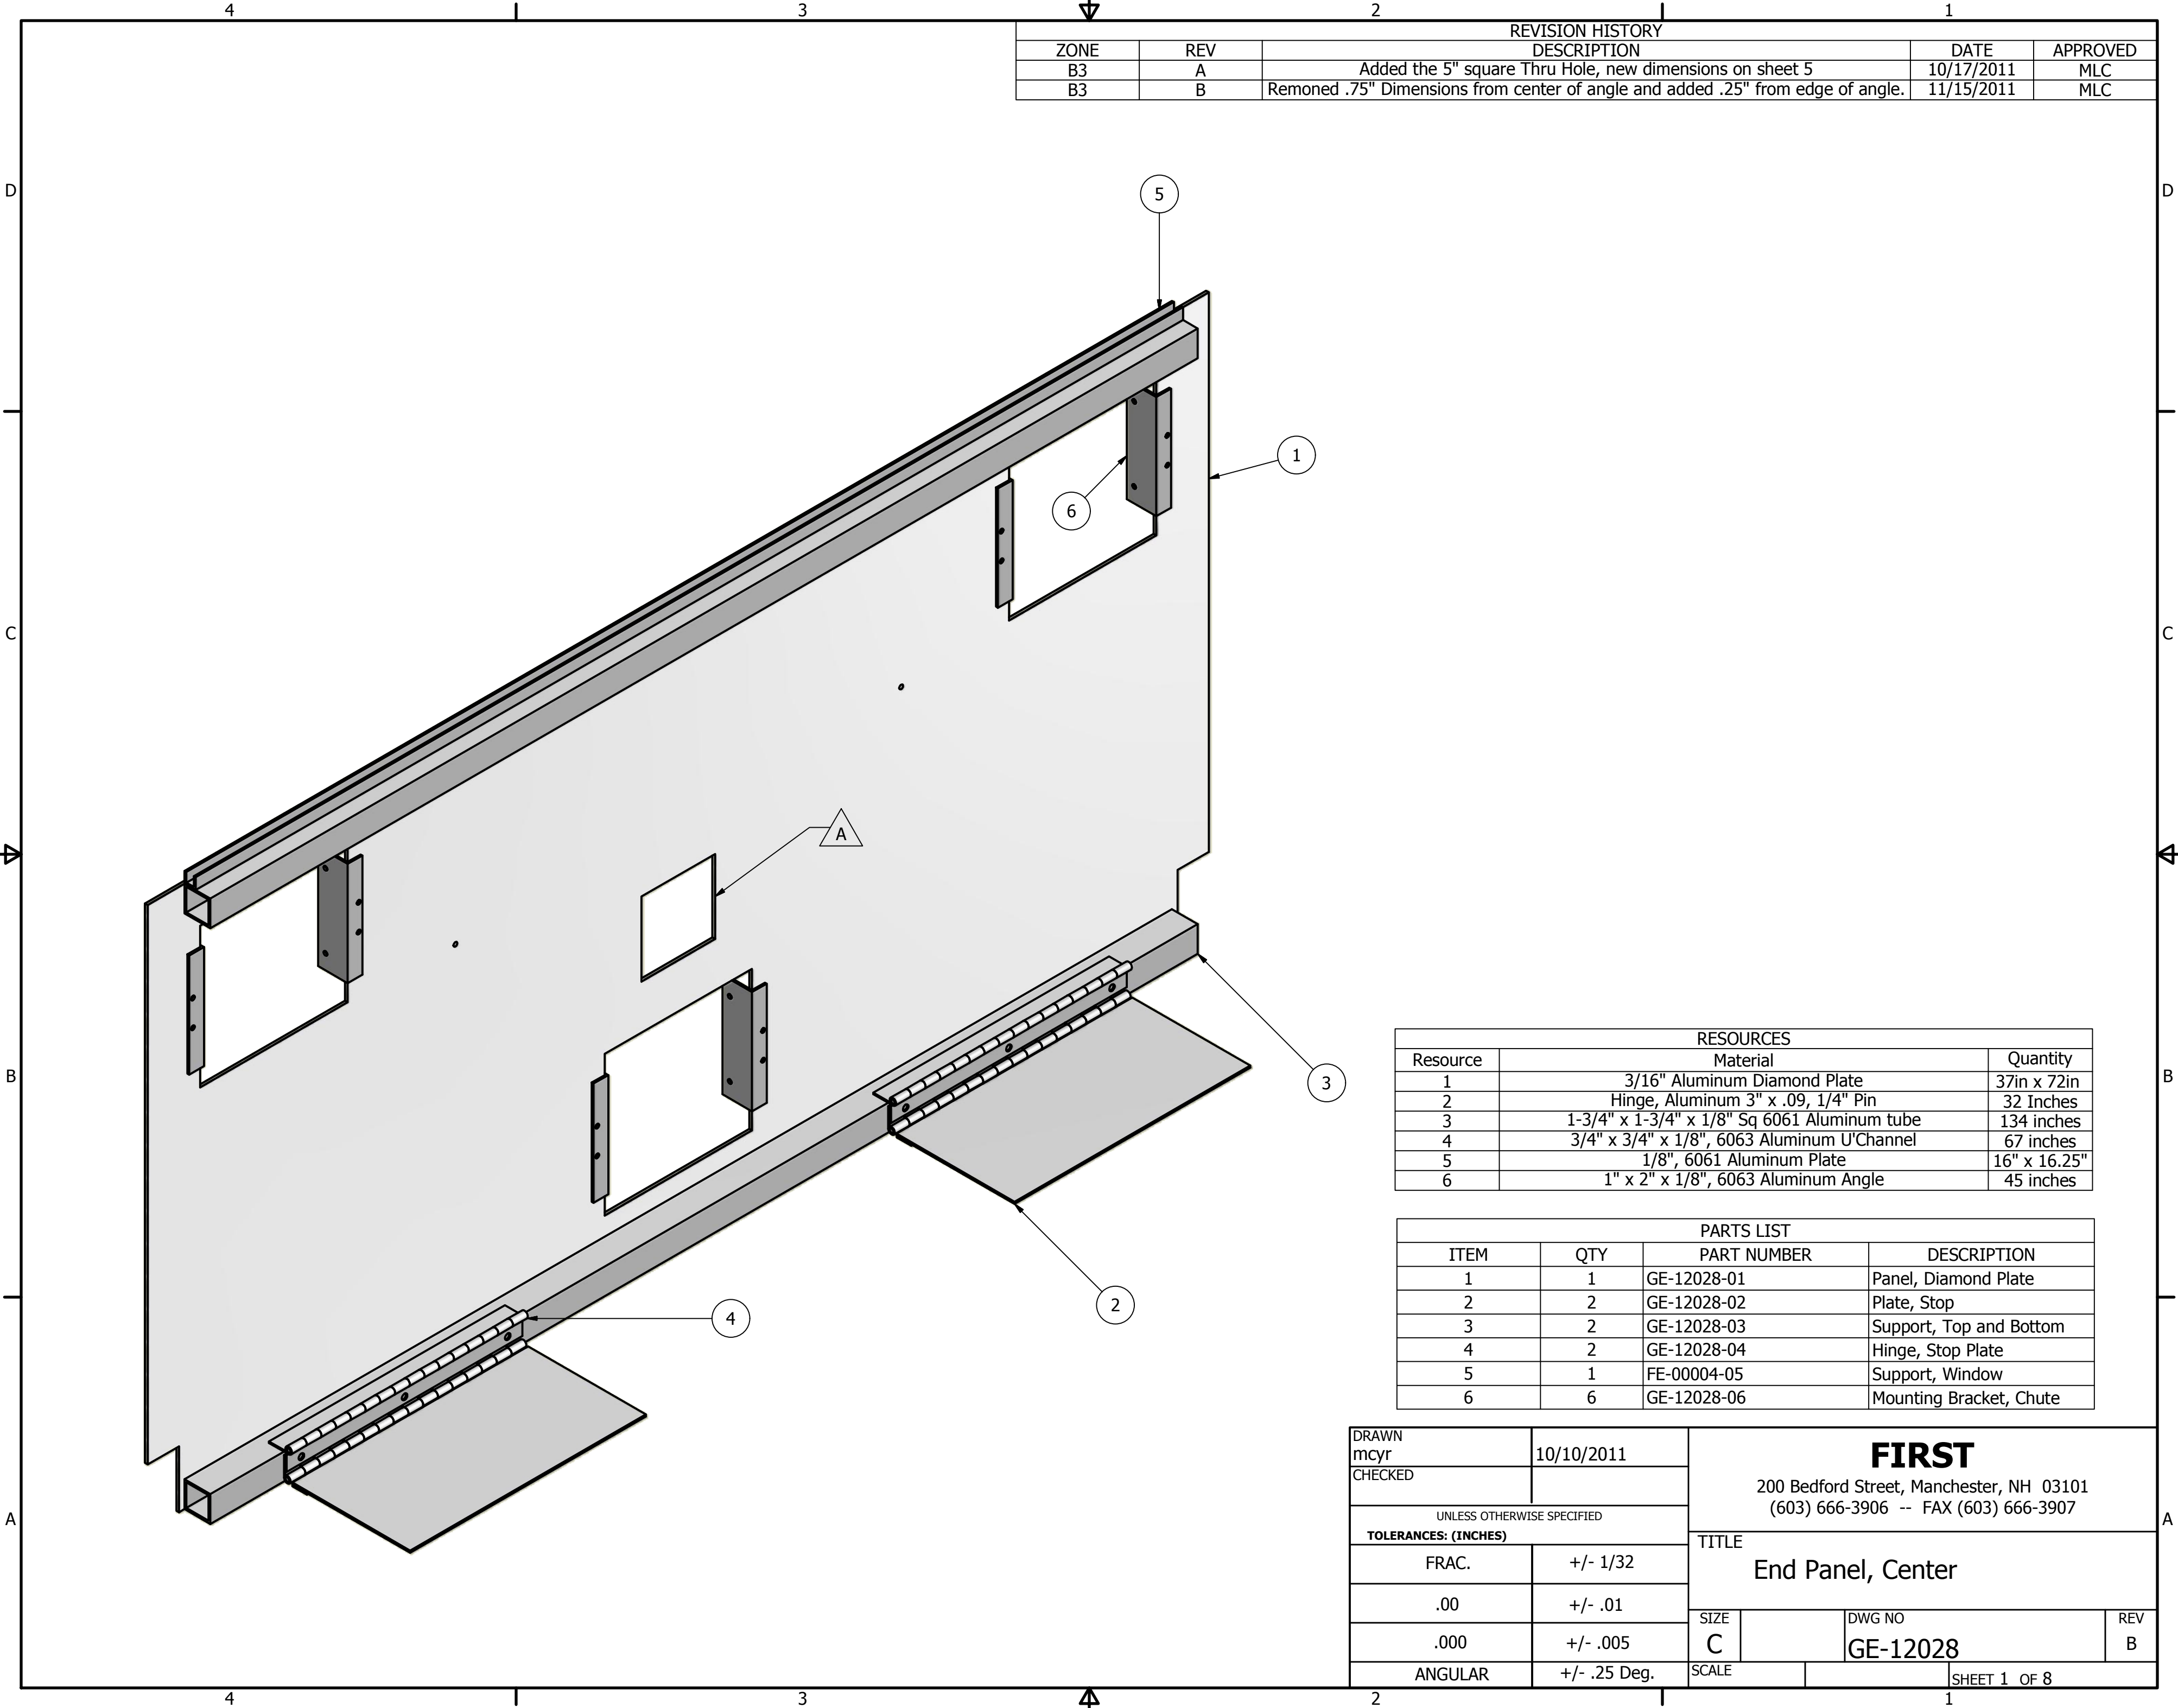 4 3 2 1
REVISION HISTORY
ZONE REV DESCRIPTION DATE APPROVED
B3 A Added the 5" square Thru Hole, new dimensions on sheet 5 10/17/2011 MLC
B3 B Remoned .75" Dimensions from center of angle and added .25" from edge of angle. 11/15/2011 MLC
D D
5
1
6
C C
A
B B
3
2
4
RESOURCES
Resource Material Quantity
1 3/16" Aluminum Diamond Plate 37in x 72in
2 Hinge, Aluminum 3" x .09, 1/4" Pin 32 Inches
3 1-3/4" x 1-3/4" x 1/8" Sq 6061 Aluminum tube 134 inches
4 3/4" x 3/4" x 1/8", 6063 Aluminum U'Channel 67 inches
5 1/8", 6061 Aluminum Plate 16" x 16.25"
6 1" x 2" x 1/8", 6063 Aluminum Angle 45 inches
PARTS LIST
ITEM QTY PART NUMBER DESCRIPTION
1 1 GE-12028-01 Panel, Diamond Plate
2 2 GE-12028-02 Plate, Stop
3 2 GE-12028-03 Support, Top and Bottom
4 2 GE-12028-04 Hinge, Stop Plate
5 1 FE-00004-05 Support, Window
6 6 GE-12028-06 Mounting Bracket, Chute
A A
DRAWN
mcyr 10/10/2011
CHECKED
UNLESS OTHERWISE SPECIFIED
TOLERANCES: (INCHES)
FRAC. +/- 1/32
.00 +/- .01
.000 +/- .005
ANGULAR +/- .25 Deg.
FIRST
200 Bedford Street, Manchester, NH 03101
(603) 666-3906 -- FAX (603) 666-3907
TITLE
End Panel, Center
SIZE
C
DWG NO
GE-12028
REV
B
SCALE
SHEET 1 OF 8
4 3 2 1